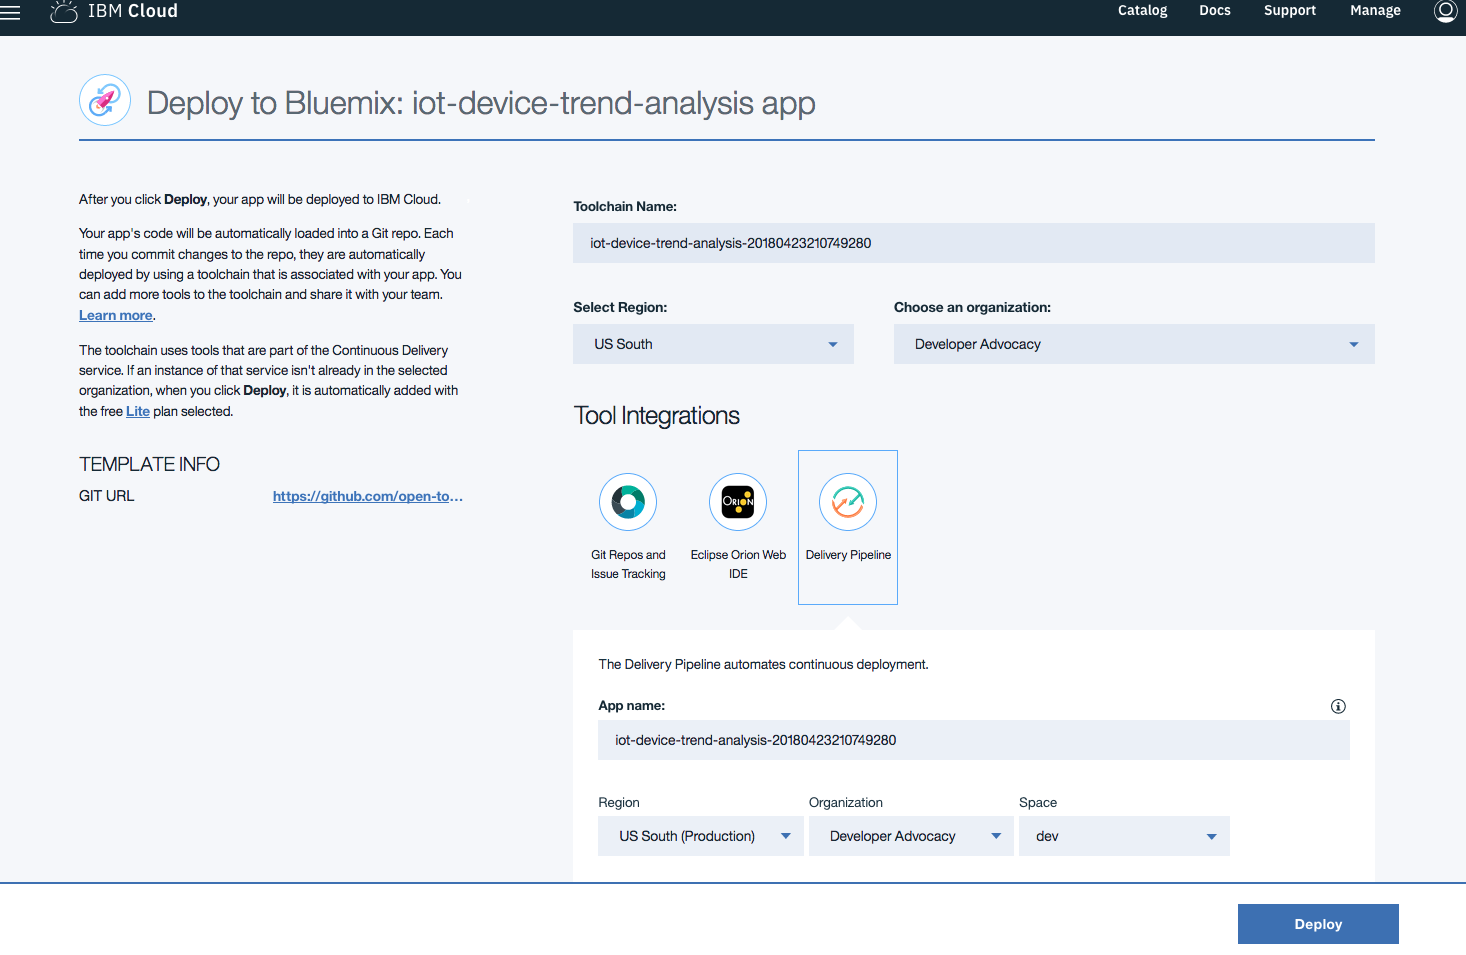 IBM Cloud
Catalog
Docs
Support
Manage
Deploy to Bluemix: iot-device-trend-analysis app
After you click Deploy, your app will be deployed to IBM Cloud.
Your app's code will be automatically loaded into a Git repo. Each
time you commit changes to the repo, they are automatically
deployed by using a toolchain that is associated with your app. You
can add more tools to the toolchain and share it with your team.
Learn more.
The toolchain uses tools that are part of the Continuous Delivery
service. If an instance of that service isn't already in the selected
organization, when you click Deploy, it is automatically added with
the free Lite plan selected.
TEMPLATE INFO
GIT URL
https://github.com/open-to...
Toolchain Name:
iot-device-trend-analysis-20180423210749280
Select Region:
US South
Choose an organization:
Developer Advocacy
Tool Integrations
Git Repos and
Issue Tracking
ORION
Eclipse Orion Web
IDE
Delivery Pipeline
The Delivery Pipeline automates continuous deployment.
App name:
iot-device-trend-analysis-20180423210749280
Region
US South (Production)
Organization
Developer Advocacy
Space
dev
Deploy